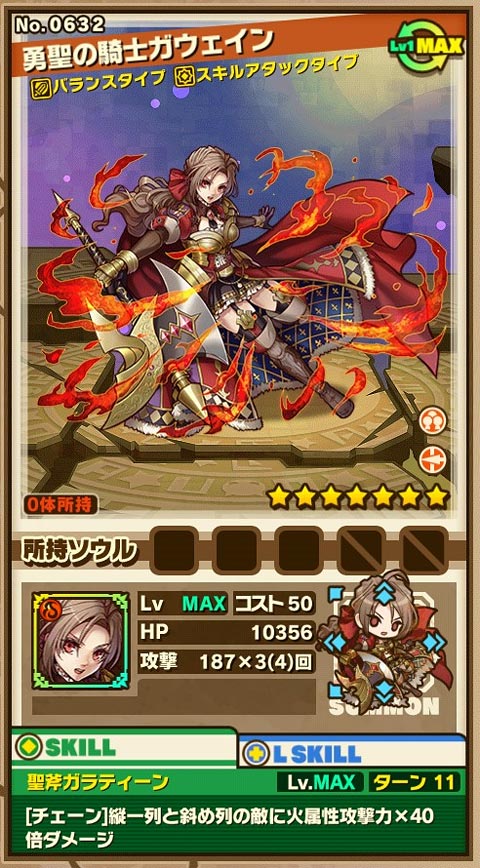 No.0632
勇聖の騎士ガウェイン
Lv1 MAX
バランスタイプ スキルアタックタイプ
0体所持
所持ソウル
Lv MAX コスト50
HP 10356
攻撃 187×3(4)回
SUMMON
SKILL
L SKILL
聖斧ガラティーン Lv.MAX ターン 11
[チェーン]縦一列と斜め列の敵に火属性攻撃力×40
倍ダメージ